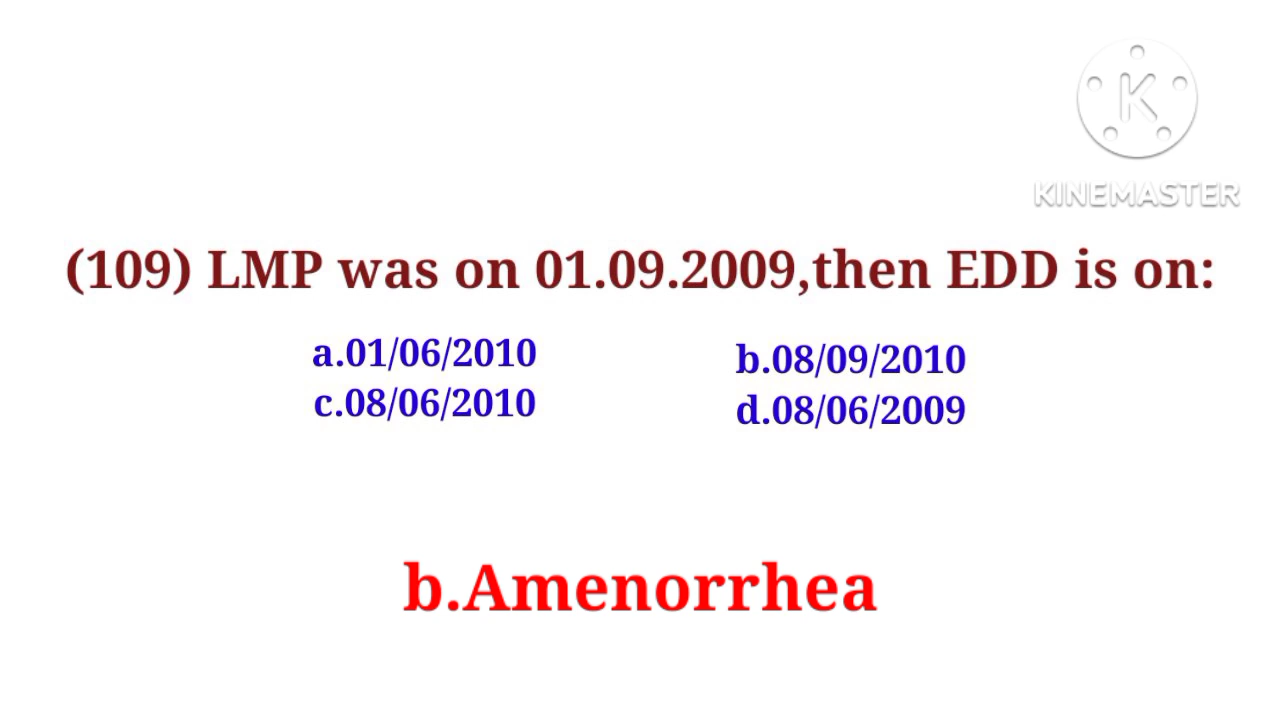 K
KINEMASTER
(109) LMP was on 01.09.2009,then EDD is on:
a.01/06/2010 b.08/09/2010
c.08/06/2010 d.08/06/2009
b.Amenorrhea